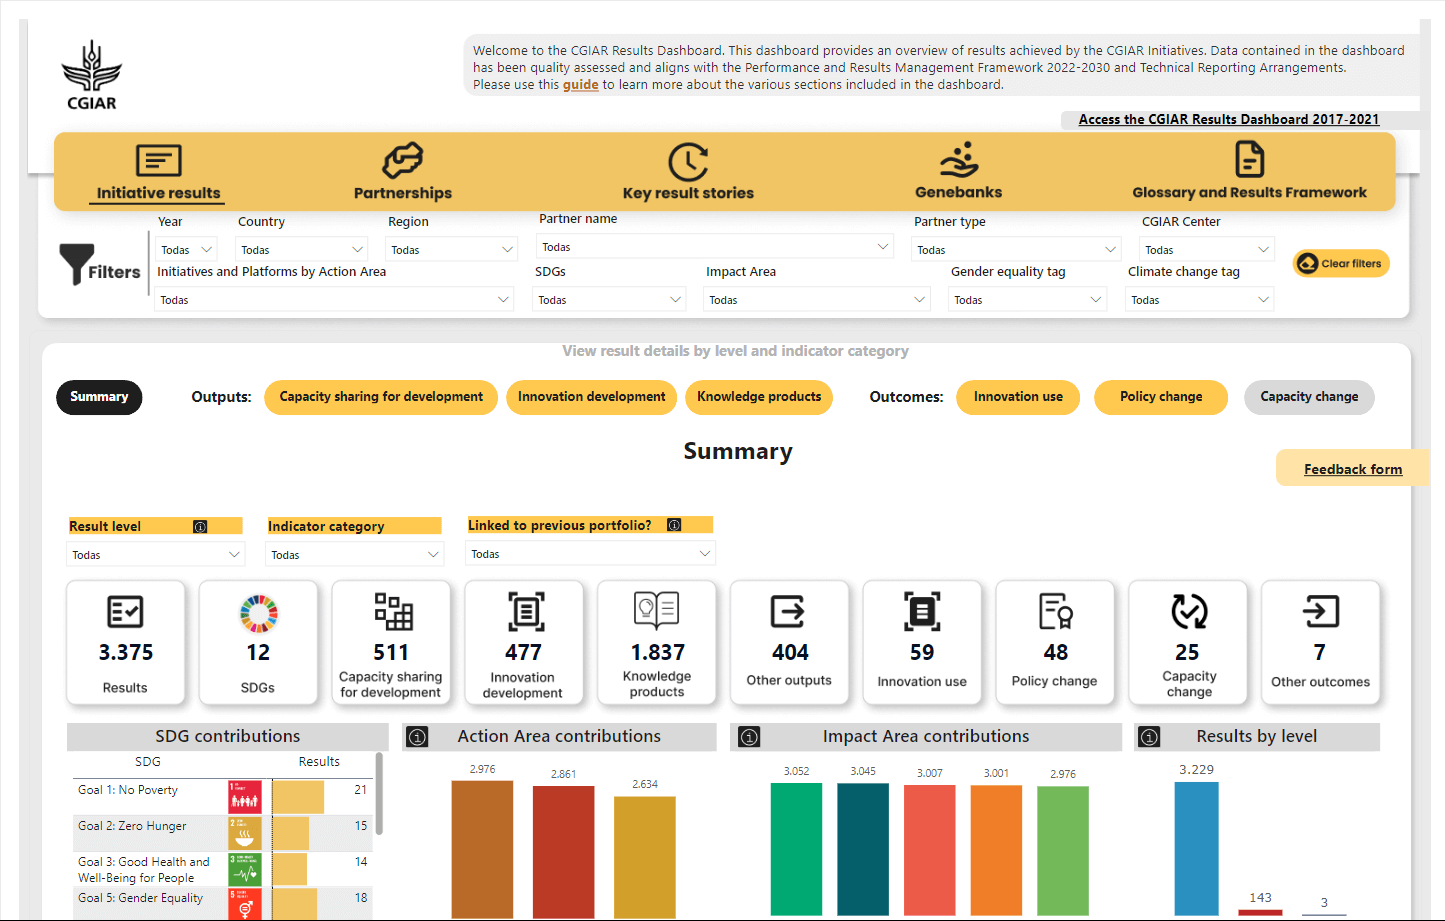 CGIAR
Welcome to the CGIAR Results Dashboard. This dashboard provides an overview of results achieved by the CGIAR Initiatives. Data contained in the dashboard
has been quality assessed and aligns with the Performance and Results Management Framework 2022-2030 and Technical Reporting Arrangements.
Please use this guide to learn more about the various sections included in the dashboard.
Access the CGIAR Results Dashboard 2017-2021
Initiative results
Partnerships
Key result stories
Genebanks
Glossary and Results Framework
Filters
Year
Todas
Country
Todas
Region
Todas
Partner name
Todas
Partner type
Todas
CGIAR Center
Todas
Initiatives and Platforms by Action Area
Todas
SDGs
Todas
Impact Area
Todas
Gender equality tag
Todas
Climate change tag
Todas
Clear filters
View result details by level and indicator category
Summary
Outputs:
Capacity sharing for development
Innovation development
Knowledge products
Outcomes:
Innovation use
Policy change
Capacity change
Summary
Feedback form
Result level
Todas
Indicator category
Todas
Linked to previous portfolio?
Todas
3.375
Results
12
SDGs
511
Capacity sharing
for development
477
Innovation
development
1.837
Knowledge
products
404
Other outputs
59
Innovation use
48
Policy change
25
Capacity
change
7
Other outcomes
SDG contributions
SDG Results
Goal 1: No Poverty 1 21
Goal 2: Zero Hunger 2 15
Goal 3: Good Health and 3 14
Well-Being for People
Goal 5: Gender Equality 5 18
Action Area contributions
2.976
2.861
2.634
Impact Area contributions
3.052
3.045
3.007
3.001
2.976
Results by level
3.229
143
3